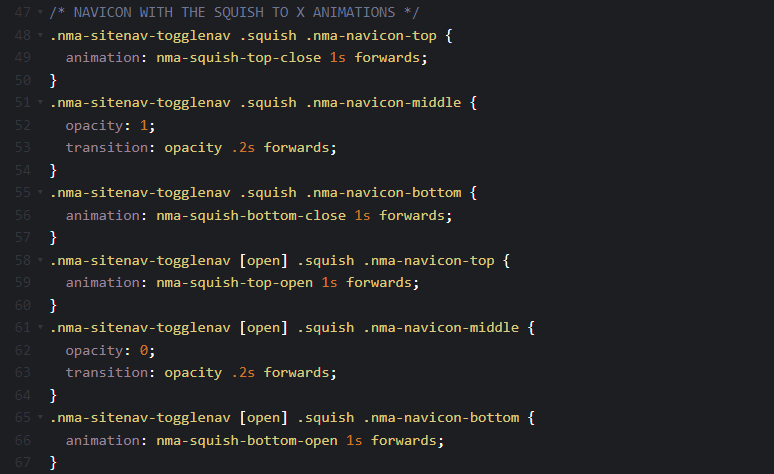 47 /* NAVICON WITH THE SQUISH TO X ANIMATIONS */
48 .nma-sitenav-togglenav .squish .nma-navicon-top {
49 animation: nma-squish-top-close 1s forwards;
50 }
51 .nma-sitenav-togglenav .squish .nma-navicon-middle {
52 opacity: 1;
53 transition: opacity .2s forwards;
54 }
55 .nma-sitenav-togglenav .squish .nma-navicon-bottom {
56 animation: nma-squish-bottom-close 1s forwards;
57 }
58 .nma-sitenav-togglenav [open] .squish .nma-navicon-top {
59 animation: nma-squish-top-open 1s forwards;
60 }
61 .nma-sitenav-togglenav [open] .squish .nma-navicon-middle {
62 opacity: 0;
63 transition: opacity .2s forwards;
64 }
65 .nma-sitenav-togglenav [open] .squish .nma-navicon-bottom {
66 animation: nma-squish-bottom-open 1s forwards;
67 }